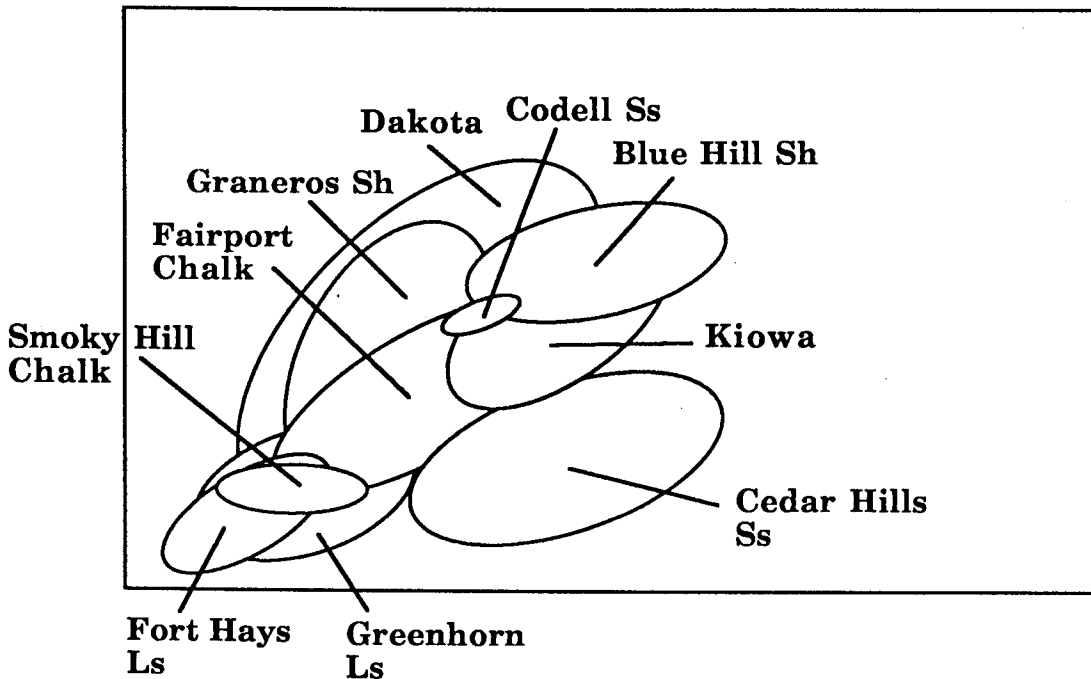 Codell Ss
Dakota
Blue Hill Sh
Graneros Sh
Fairport
Chalk
Smoky Hill
Chalk
Kiowa
Cedar Hills
Ss
Fort Hays
Ls
Greenhorn
Ls